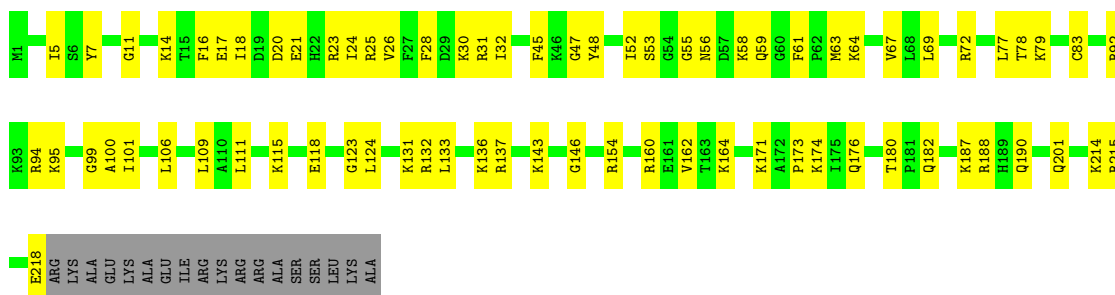 M1 I5 S6 Y7 G11 K14 T15 F16 E17 I18 D19 D20 E21 H22 R23 I24 R25 V26 F27 F28 D29 K30 R31 I32 F45 K46 G47 Y48 I52 S53 G54 G55 N56 D57 K58 Q59 G60 F61 P62 M63 K64 V67 L68 L69 R72 L77 T78 K79 C83
K93 R94 K95 G99 A100 I101 L106 L109 A110 L111 K115 E118 G123 L124 K131 R132 L133 K136 R137 K143 G146 R154 R160 E161 V162 T163 K164 K171 A172 P173 K174 I175 Q176 T180 P181 Q182 K187 R188 H189 Q190 Q201 K214
E218 ARG LYS ALA GLU LYS ALA GLU ILE ARG LYS ARG ARG ALA SER SER LEU LYS ALA